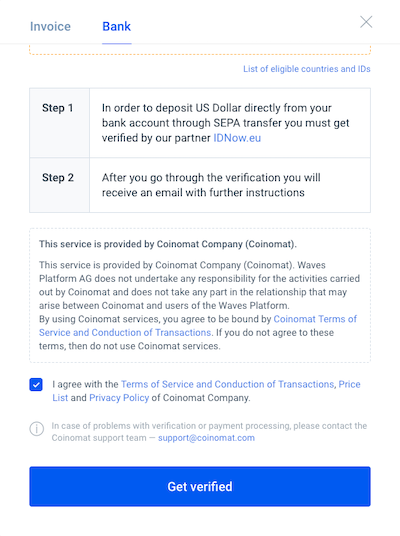 Invoice Bank
List of eligible countries and IDs
Step 1 In order to deposit US Dollar directly from your
bank account through SEPA transfer you must get
verified by our partner IDNow.eu
Step 2 After you go through the verification you will
receive an email with further instructions
This service is provided by Coinomat Company (Coinomat).
This service is provided by Coinomat Company (Coinomat). Waves
Platform AG does not undertake any responsibility for the activities carried
out by Coinomat and does not take any part in the relationship that may
arise between Coinomat and users of the Waves Platform.
By using Coinomat services, you agree to be bound by Coinomat Terms of
Service and Conduction of Transactions. If you do not agree to these
terms, then do not use Coinomat services.
I agree with the Terms of Service and Conduction of Transactions, Price
List and Privacy Policy of Coinomat Company.
In case of problems with verification or payment processing, please contact the
Coinomat support team — support@coinomat.com
Get verified